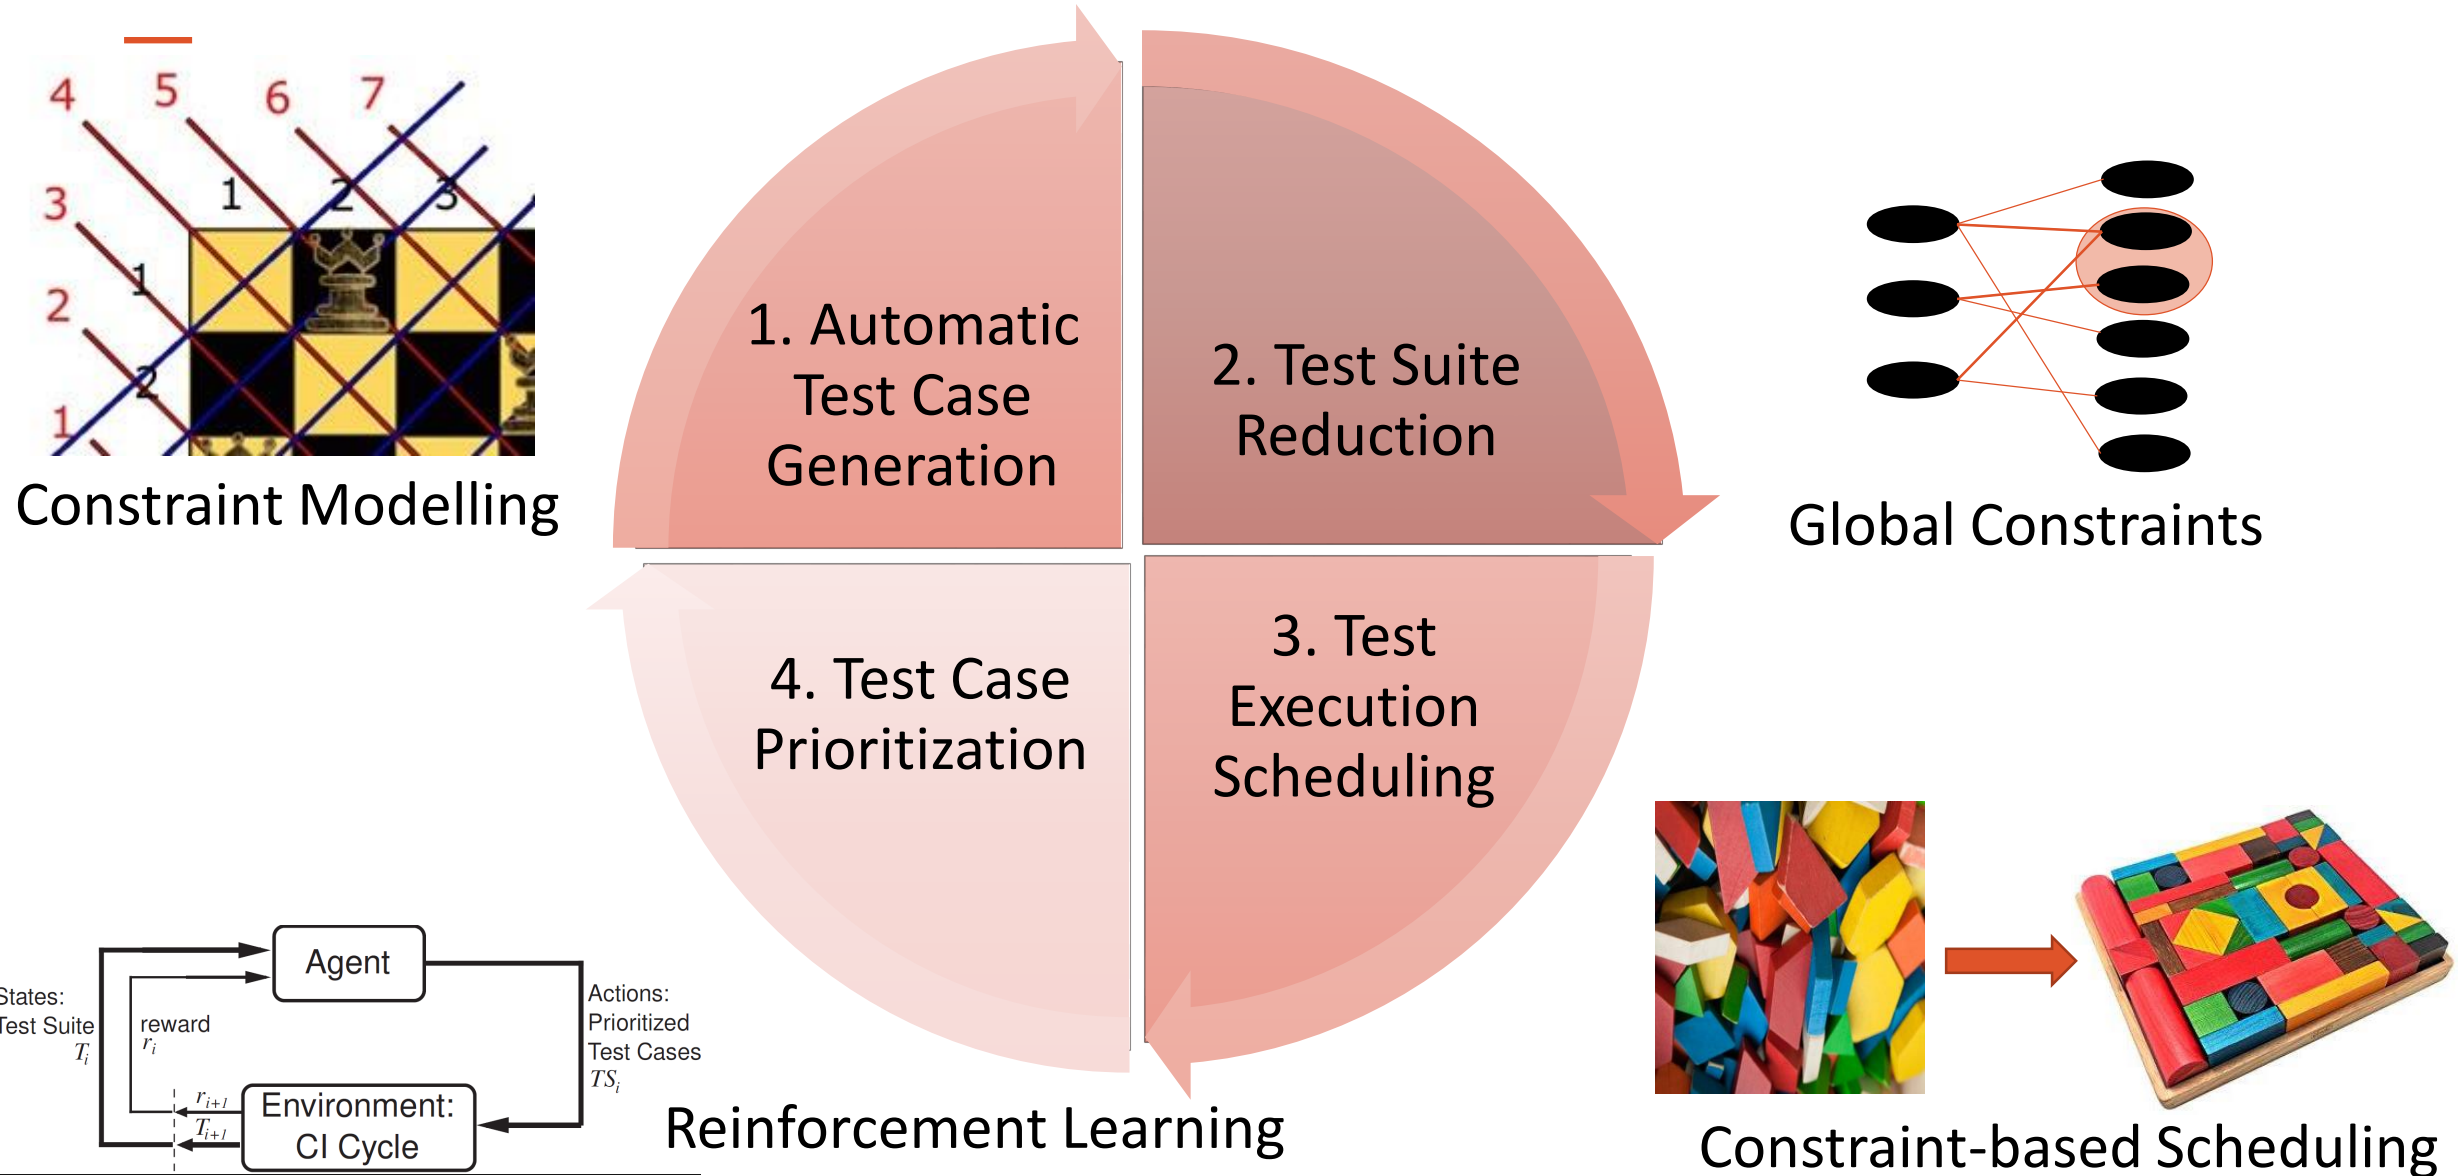 4
5
6
7
3
1
2
3
1
2
2
1
Constraint Modelling
1. Automatic
Test Case
Generation
2. Test Suite
Reduction
Global Constraints
4. Test Case
Prioritization
3. Test
Execution
Scheduling
Agent
States:
Test Suite
Ti
reward
ri
Actions:
Prioritized
Test Cases
TSi
ri+1
Ti+1
Environment:
CI Cycle
Reinforcement Learning
Constraint-based Scheduling